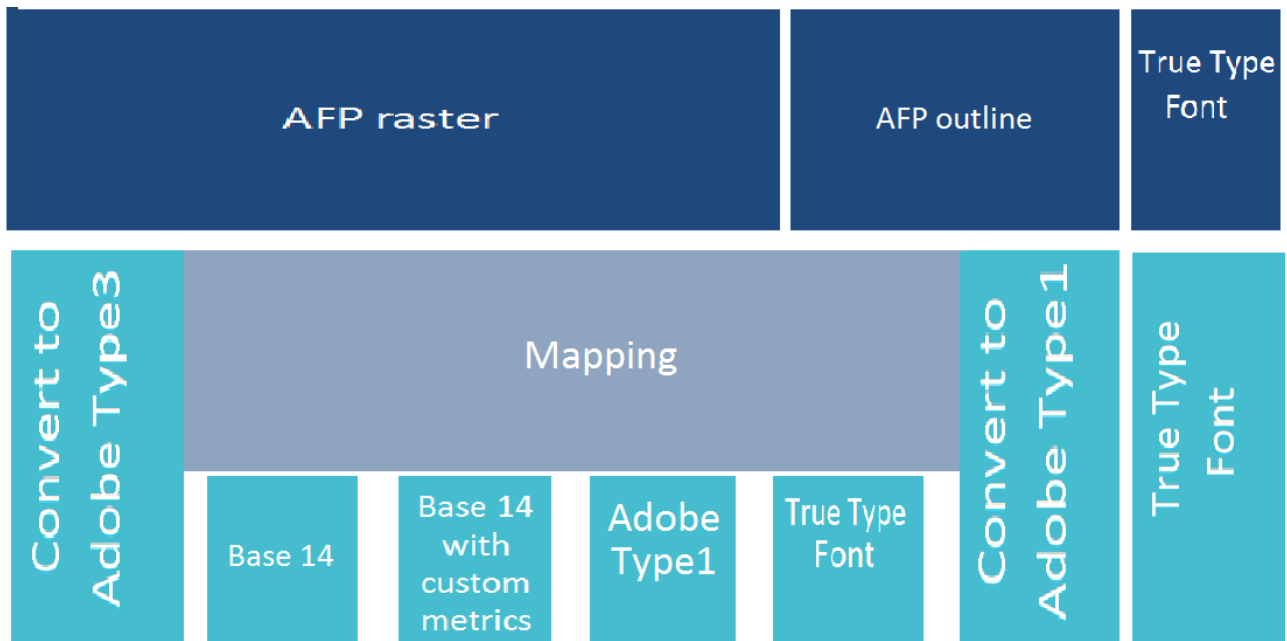 AFP raster
AFP outline
True Type
Font
Convert to
Adobe Type3
Mapping
Base 14
Base 14
with
custom
metrics
Adobe
Type1
True Type
Font
Convert to
Adobe Type1
True Type
Font